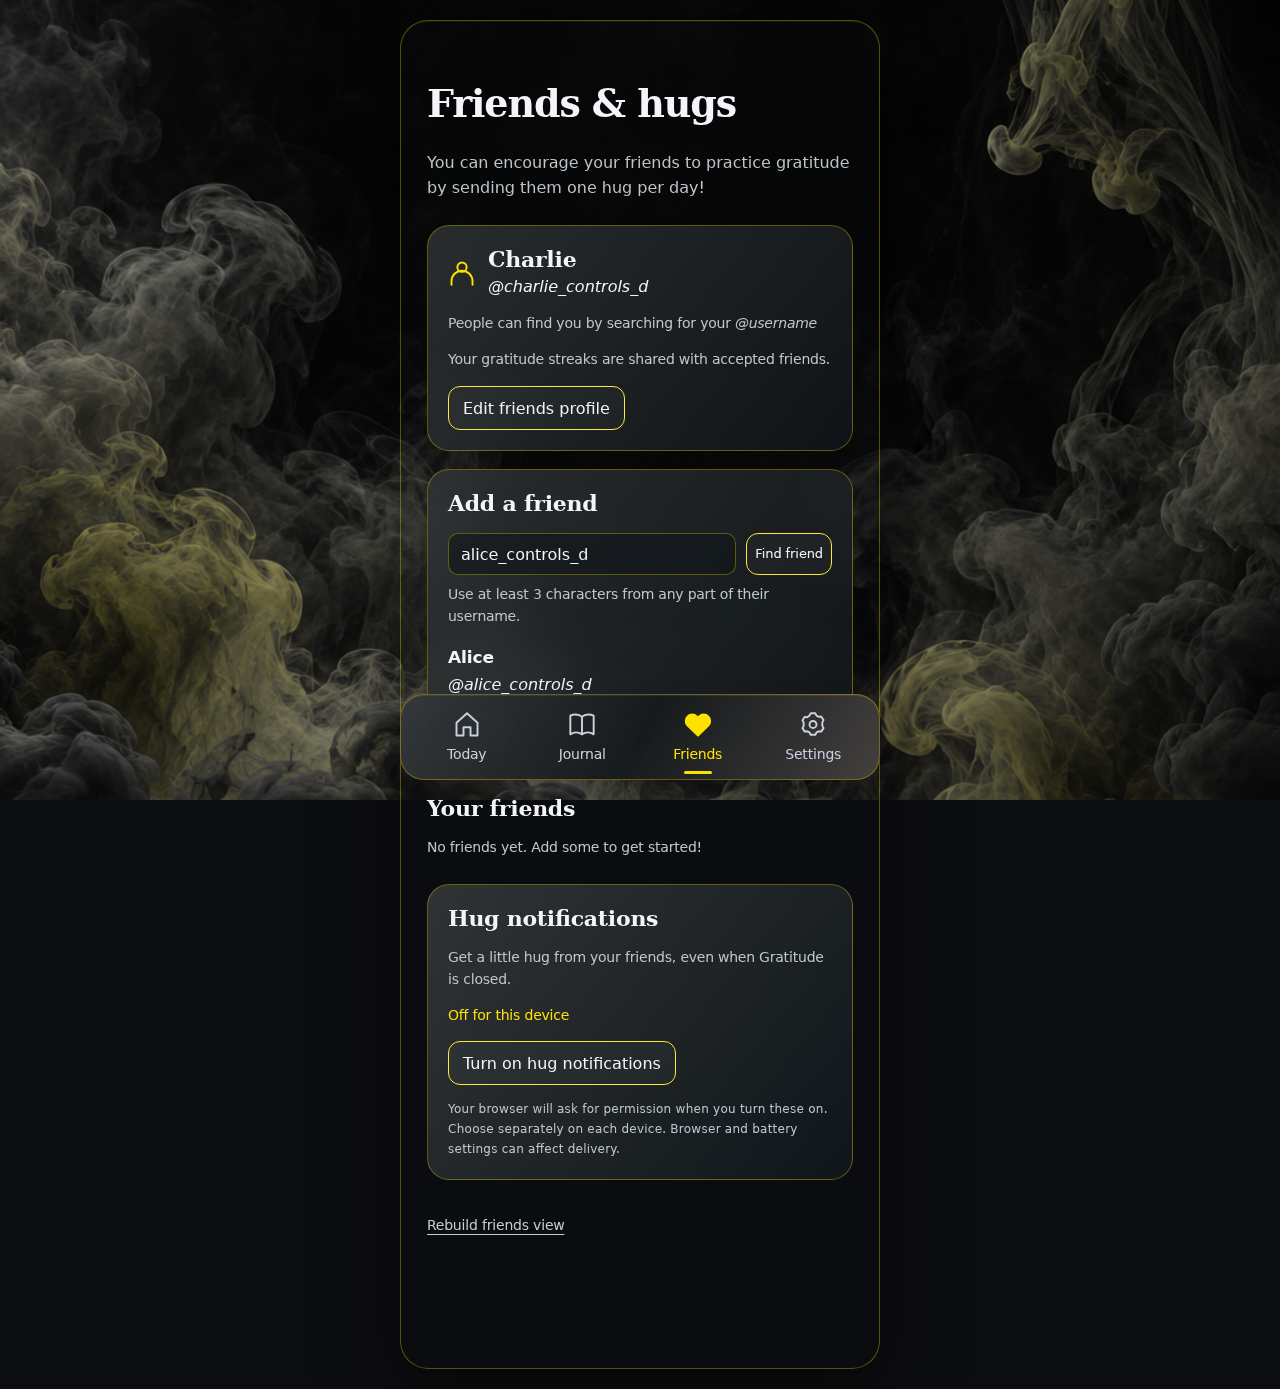 Friends & hugs
You can encourage your friends to practice gratitude
by sending them one hug per day!
Charlie
@charlie_controls_d
People can find you by searching for your @username
Your gratitude streaks are shared with accepted friends.
Edit friends profile
Add a friend
alice_controls_d
Find friend
Use at least 3 characters from any part of their
username.
Alice
@alice_controls_d
Today
Journal
Friends
Settings
Your friends
No friends yet. Add some to get started!
Hug notifications
Get a little hug from your friends, even when Gratitude
is closed.
Off for this device
Turn on hug notifications
Your browser will ask for permission when you turn these on.
Choose separately on each device. Browser and battery
settings can affect delivery.
Rebuild friends view